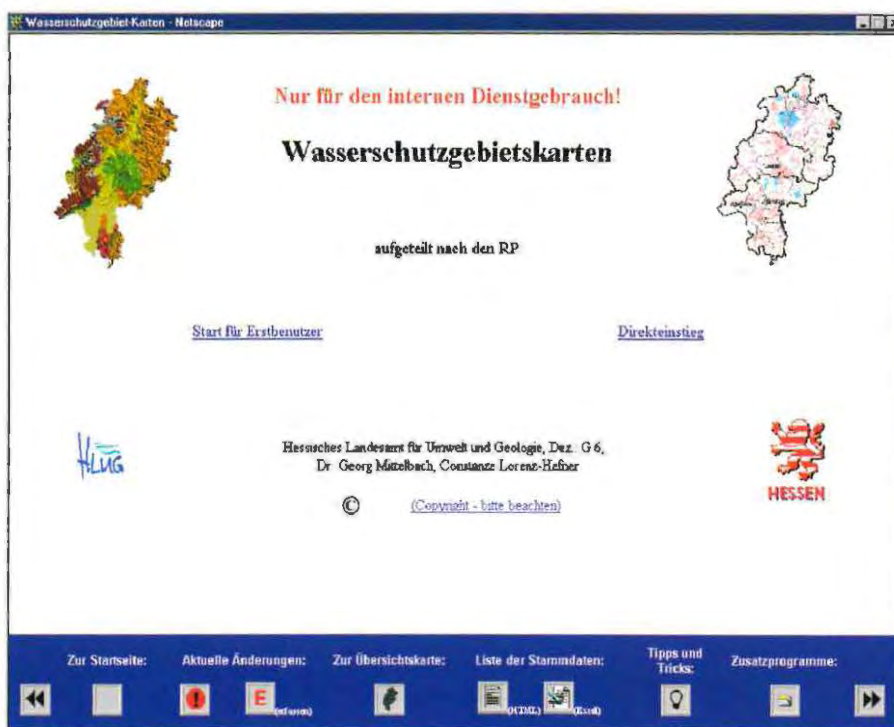 Wasserschutzgebiet-Karten - Netscape
Nur für den internen Dienstgebrauch!
Wasserschutzgebietskarten
aufgeteilt nach den RP
Start für Erstbenutzer
Direkteinstieg
HLUG
Hessisches Landesamt für Umwelt und Geologie, Dez. G 6,
Dr. Georg Mittelbach, Constanze Lorenz-Hefner
HESSEN
© (Copyright - bitte beachten)
Zur Startseite:
Aktuelle Änderungen:
Zur Übersichtskarte:
Liste der Stammdaten:
Tipps und
Tricks:
Zusatzprogramme:
E
(HTML)
(Excel)